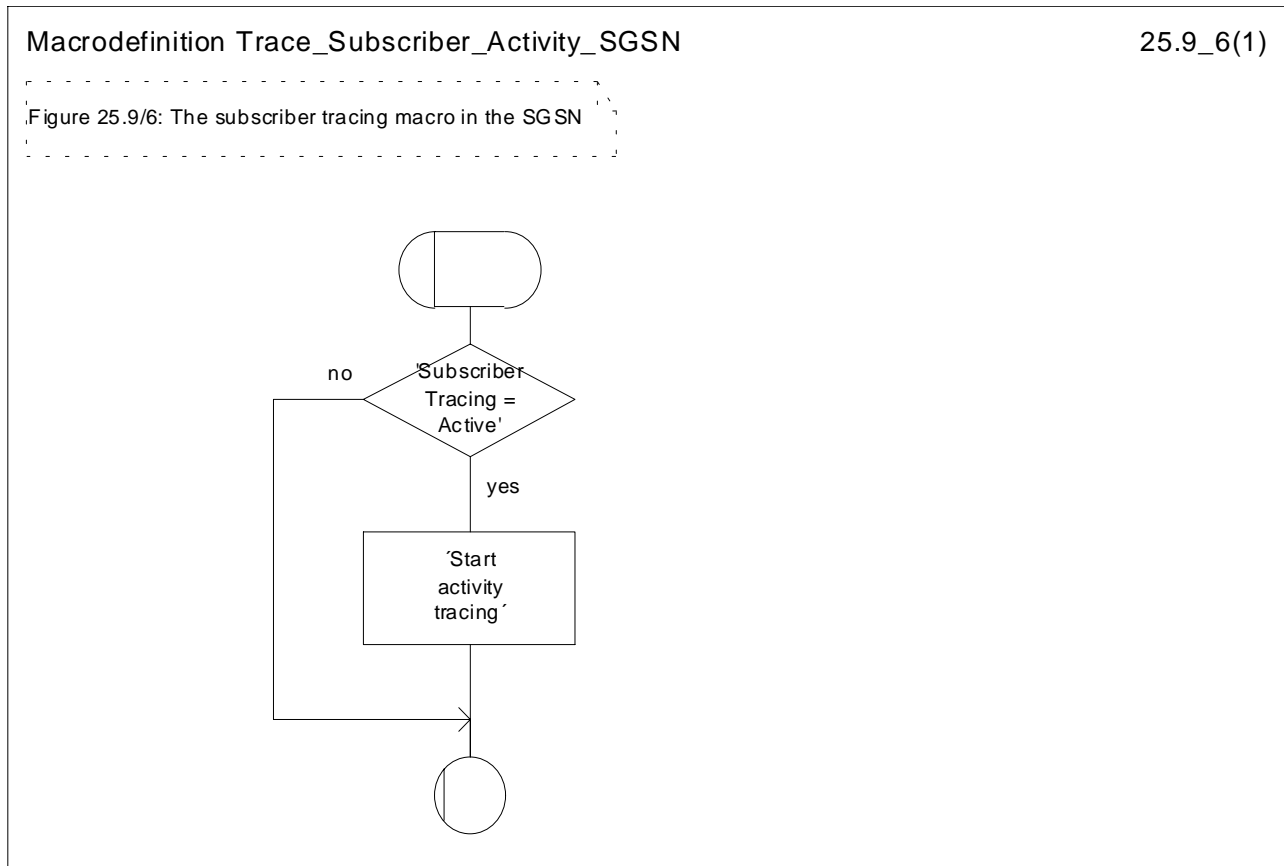 Macrodefinition Trace_Subscriber_Activity_SGSN 25.9_6(1)
Figure 25.9/6: The subscriber tracing macro in the SGSN
no
'Subscriber
Tracing =
Active'
yes
´Start
activity
tracing´